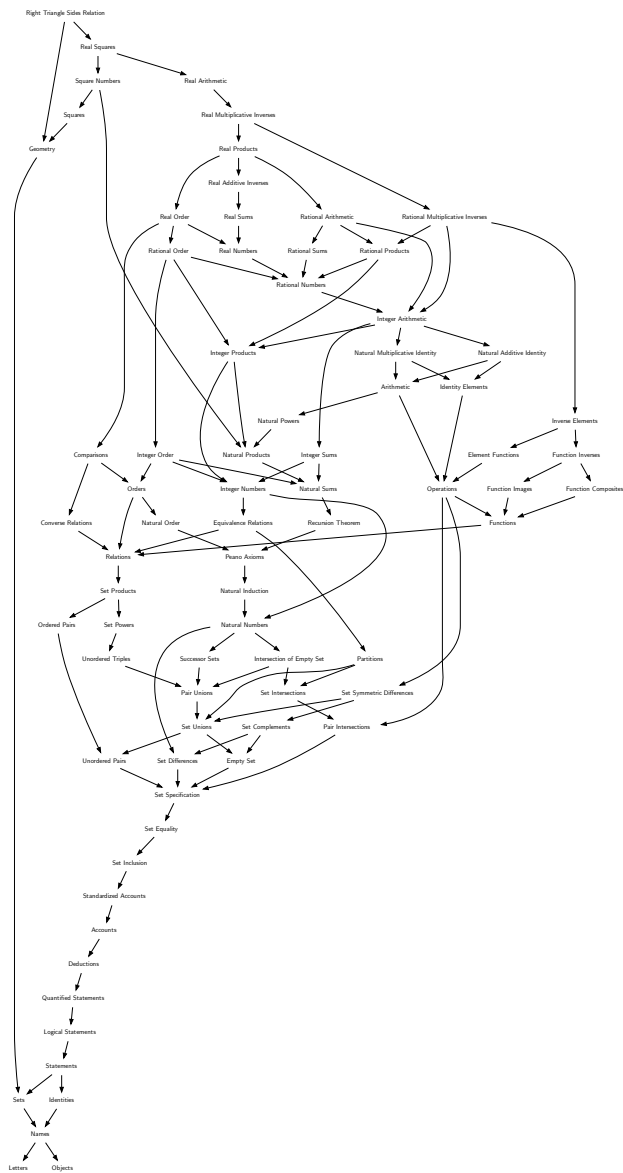 Right Triangle Sides Relation
Real Squares
Square Numbers
Real Arithmetic
Squares
Real Multiplicative Inverses
Geometry
Real Products
Real Additive Inverses
Real Order
Real Sums
Rational Arithmetic
Rational Multiplicative Inverses
Rational Order
Real Numbers
Rational Sums
Rational Products
Rational Numbers
Integer Arithmetic
Integer Products
Natural Multiplicative Identity
Natural Additive Identity
Arithmetic
Identity Elements
Natural Powers
Inverse Elements
Comparisons
Integer Order
Natural Products
Integer Sums
Element Functions
Function Inverses
Orders
Integer Numbers
Natural Sums
Operations
Function Images
Function Composites
Converse Relations
Natural Order
Equivalence Relations
Recursion Theorem
Functions
Relations
Peano Axioms
Set Products
Natural Induction
Ordered Pairs
Set Powers
Natural Numbers
Unordered Triples
Successor Sets
Intersection of Empty Set
Partitions
Pair Unions
Set Intersections
Set Symmetric Differences
Set Unions
Set Complements
Pair Intersections
Unordered Pairs
Set Differences
Empty Set
Set Specification
Set Equality
Set Inclusion
Standardized Accounts
Accounts
Deductions
Quantified Statements
Logical Statements
Statements
Sets
Identities
Names
Letters
Objects